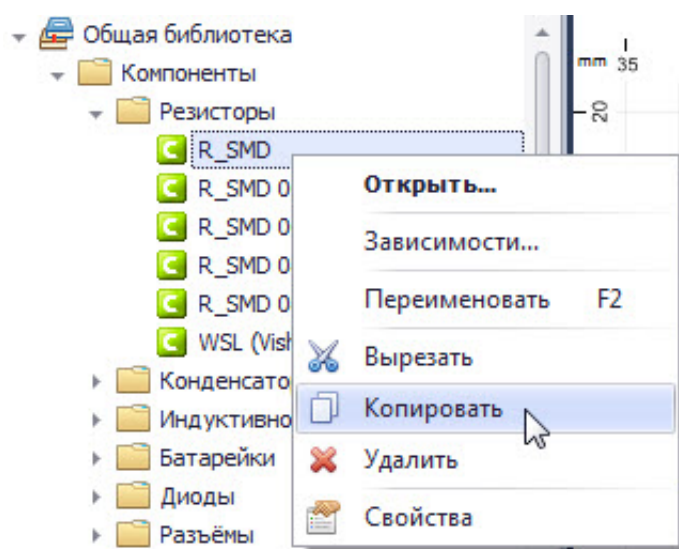 Общая библиотека
Компоненты
Резисторы
R_SMD
R_SMD 0
R_SMD 0
R_SMD 0
R_SMD 0
WSL (Vish
Конденсато
Индуктивно
Батарейки
Диоды
Разъёмы
Открыть...
Зависимости...
Переименовать F2
Вырезать
Копировать
Удалить
Свойства
mm 35
20